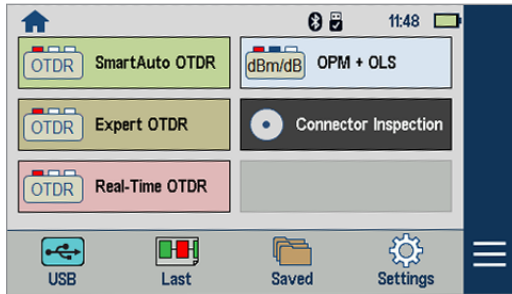 11:48
OTDR SmartAuto OTDR
dBm/dB OPM + OLS
OTDR Expert OTDR
Connector Inspection
OTDR Real-Time OTDR
USB Last Saved Settings